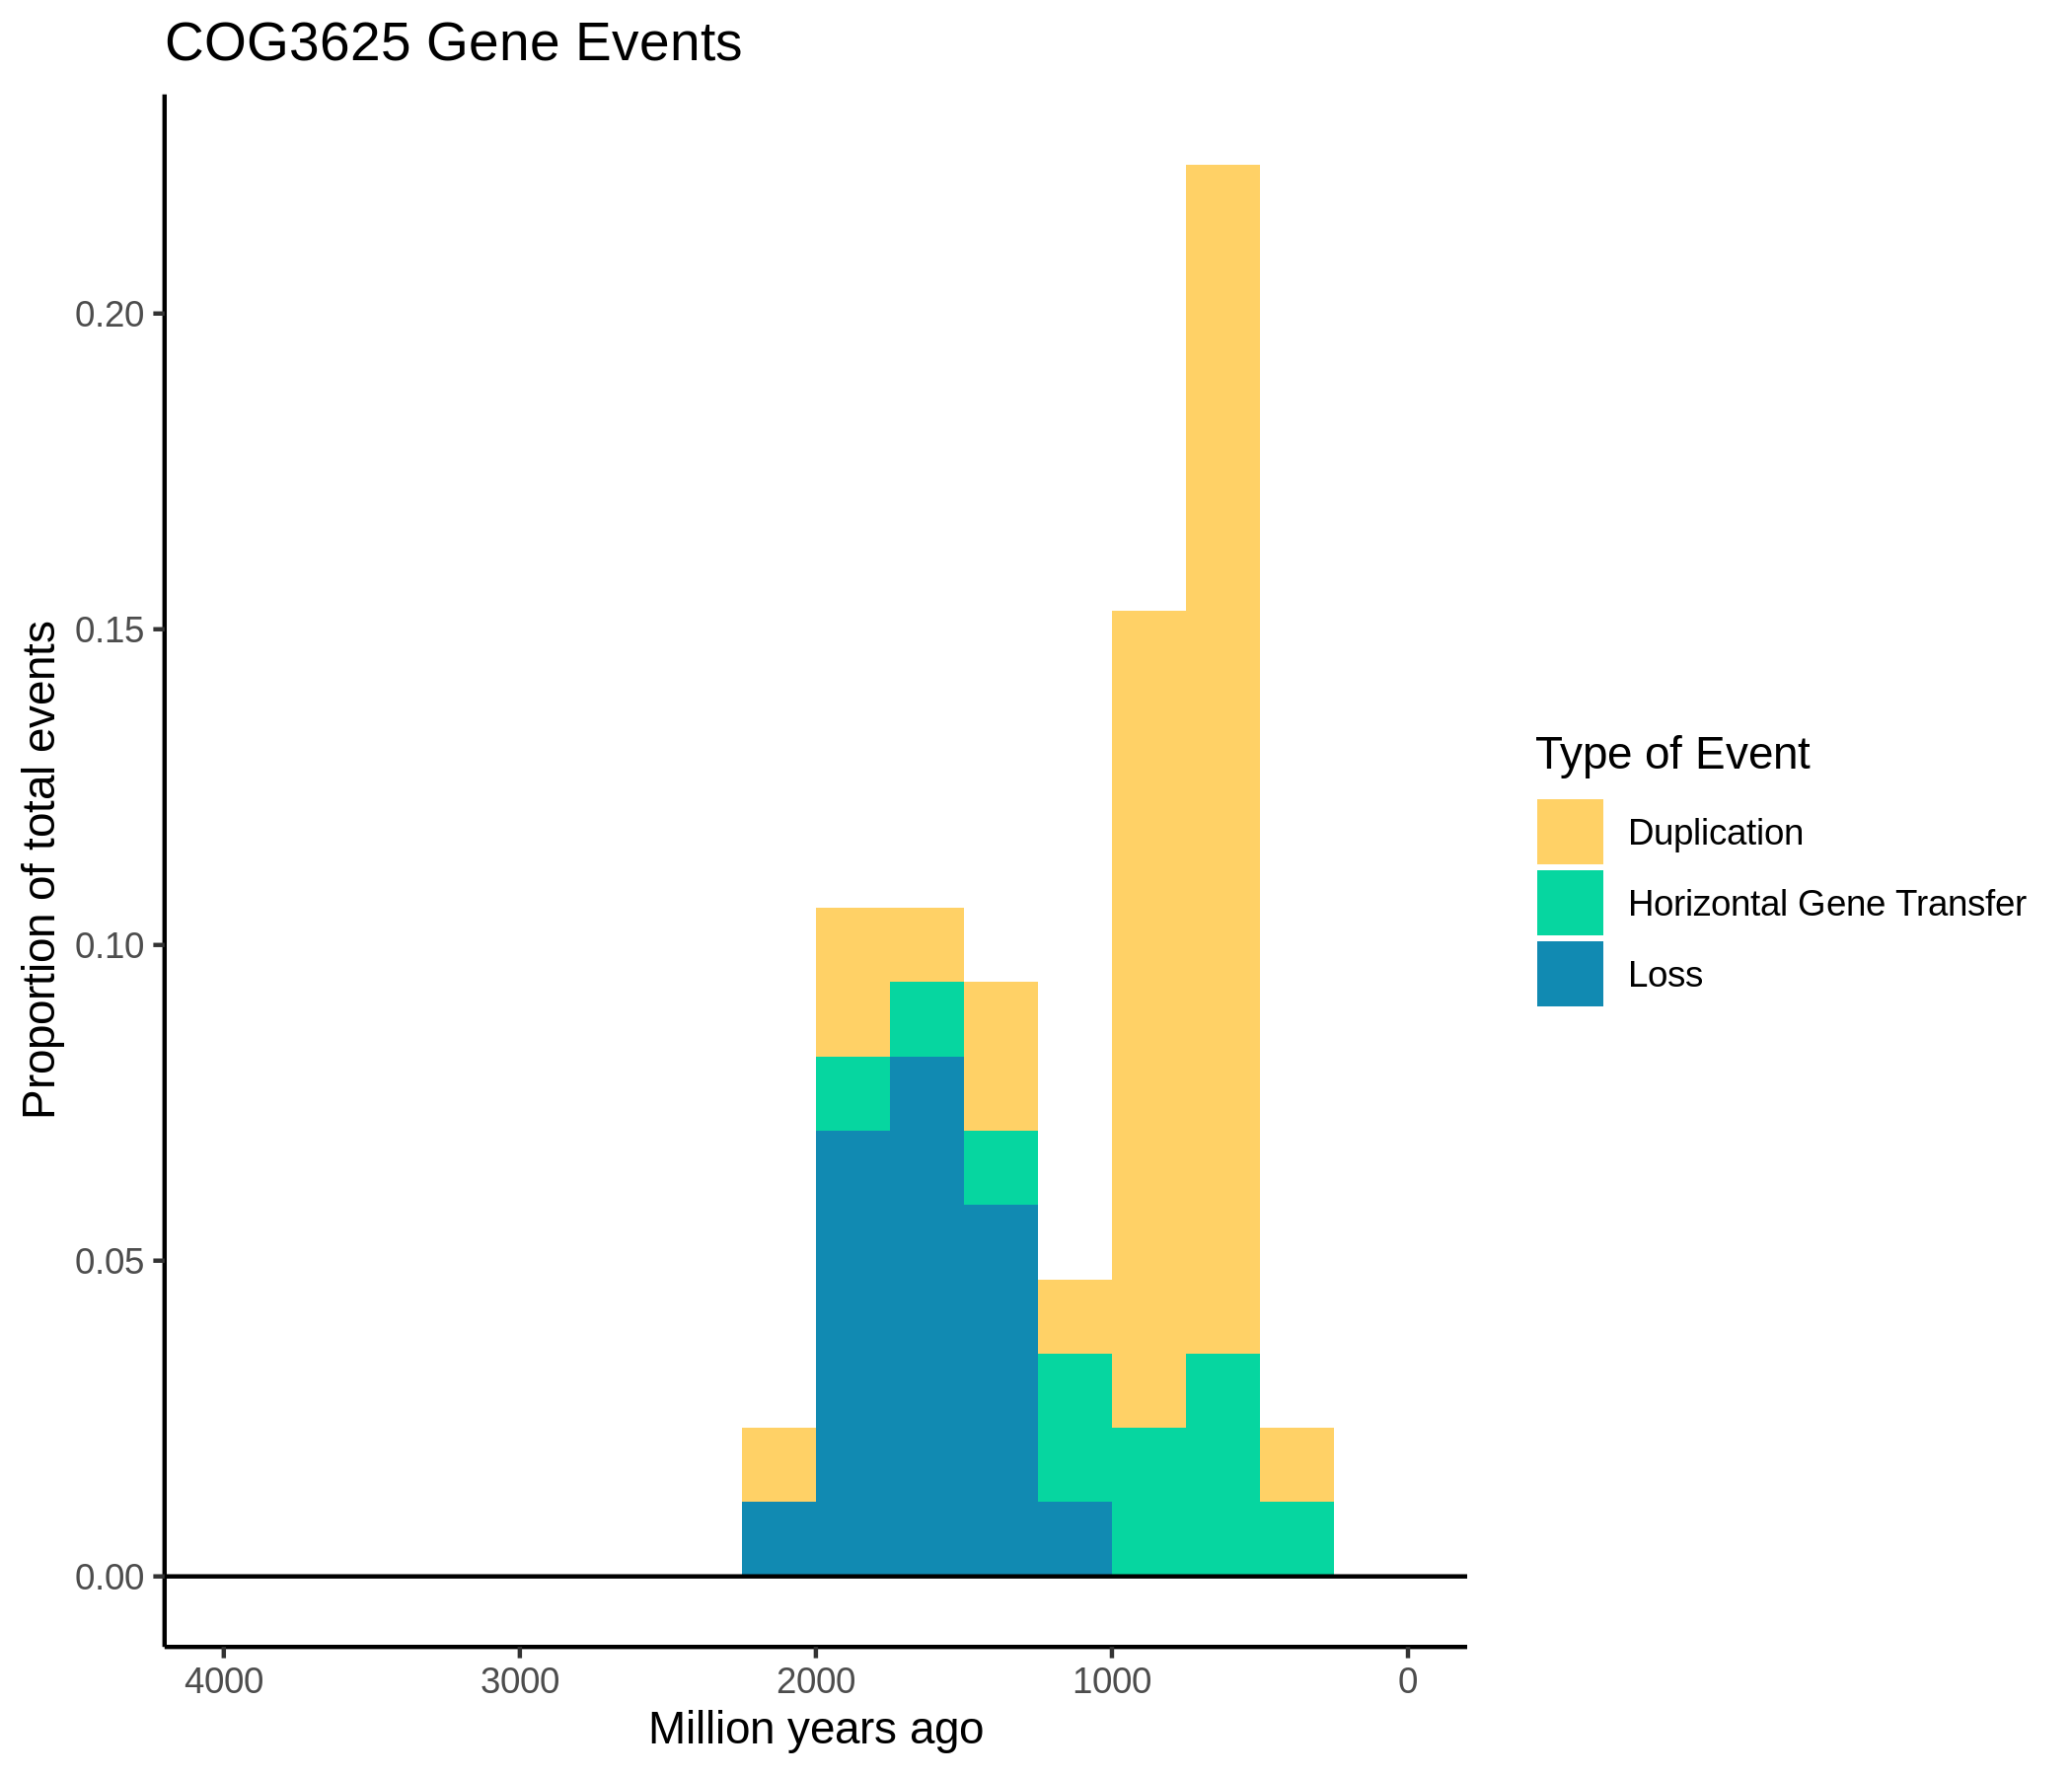 COG3625 Gene Events
Proportion of total events
0.20
0.15
0.10
0.05
0.00
4000 3000 2000 1000 0
Million years ago
Type of Event
Duplication
Horizontal Gene Transfer
Loss